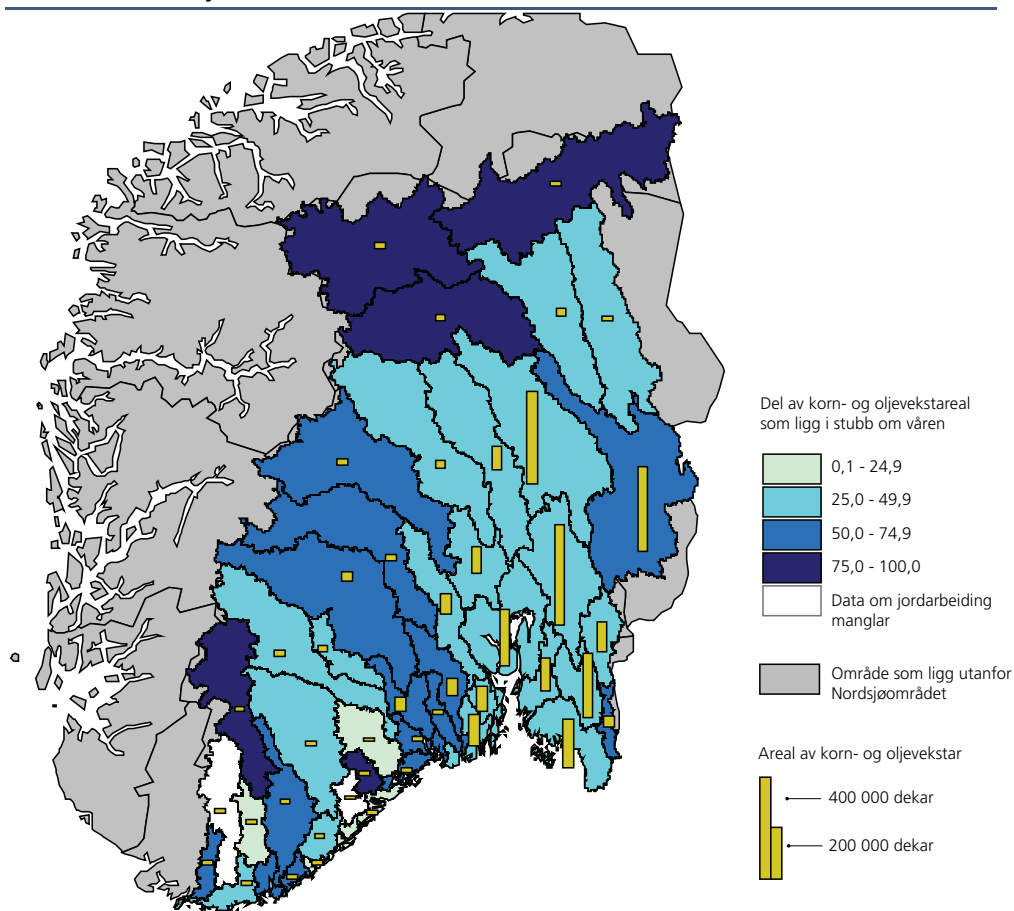 Del av korn- og oljevekstareal
som ligg i stubb om våren
0,1 - 24,9
25,0 - 49,9
50,0 - 74,9
75,0 - 100,0
Data om jordarbeiding
manglar
Område som ligg utanfor
Nordsjøområdet
Areal av korn- og oljevekstar
400 000 dekar
200 000 dekar